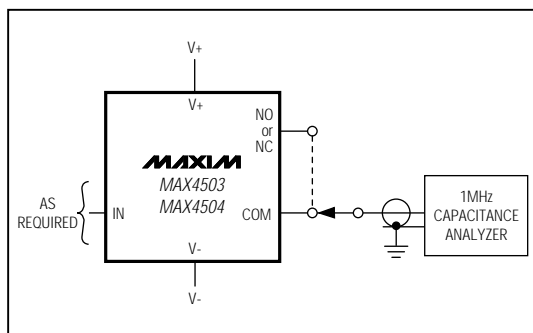 V+
V+
NO
or
NC
MAXIM
MAX4503
MAX4504
AS
REQUIRED
IN
COM
1MHz
CAPACITANCE
ANALYZER
V-
V-